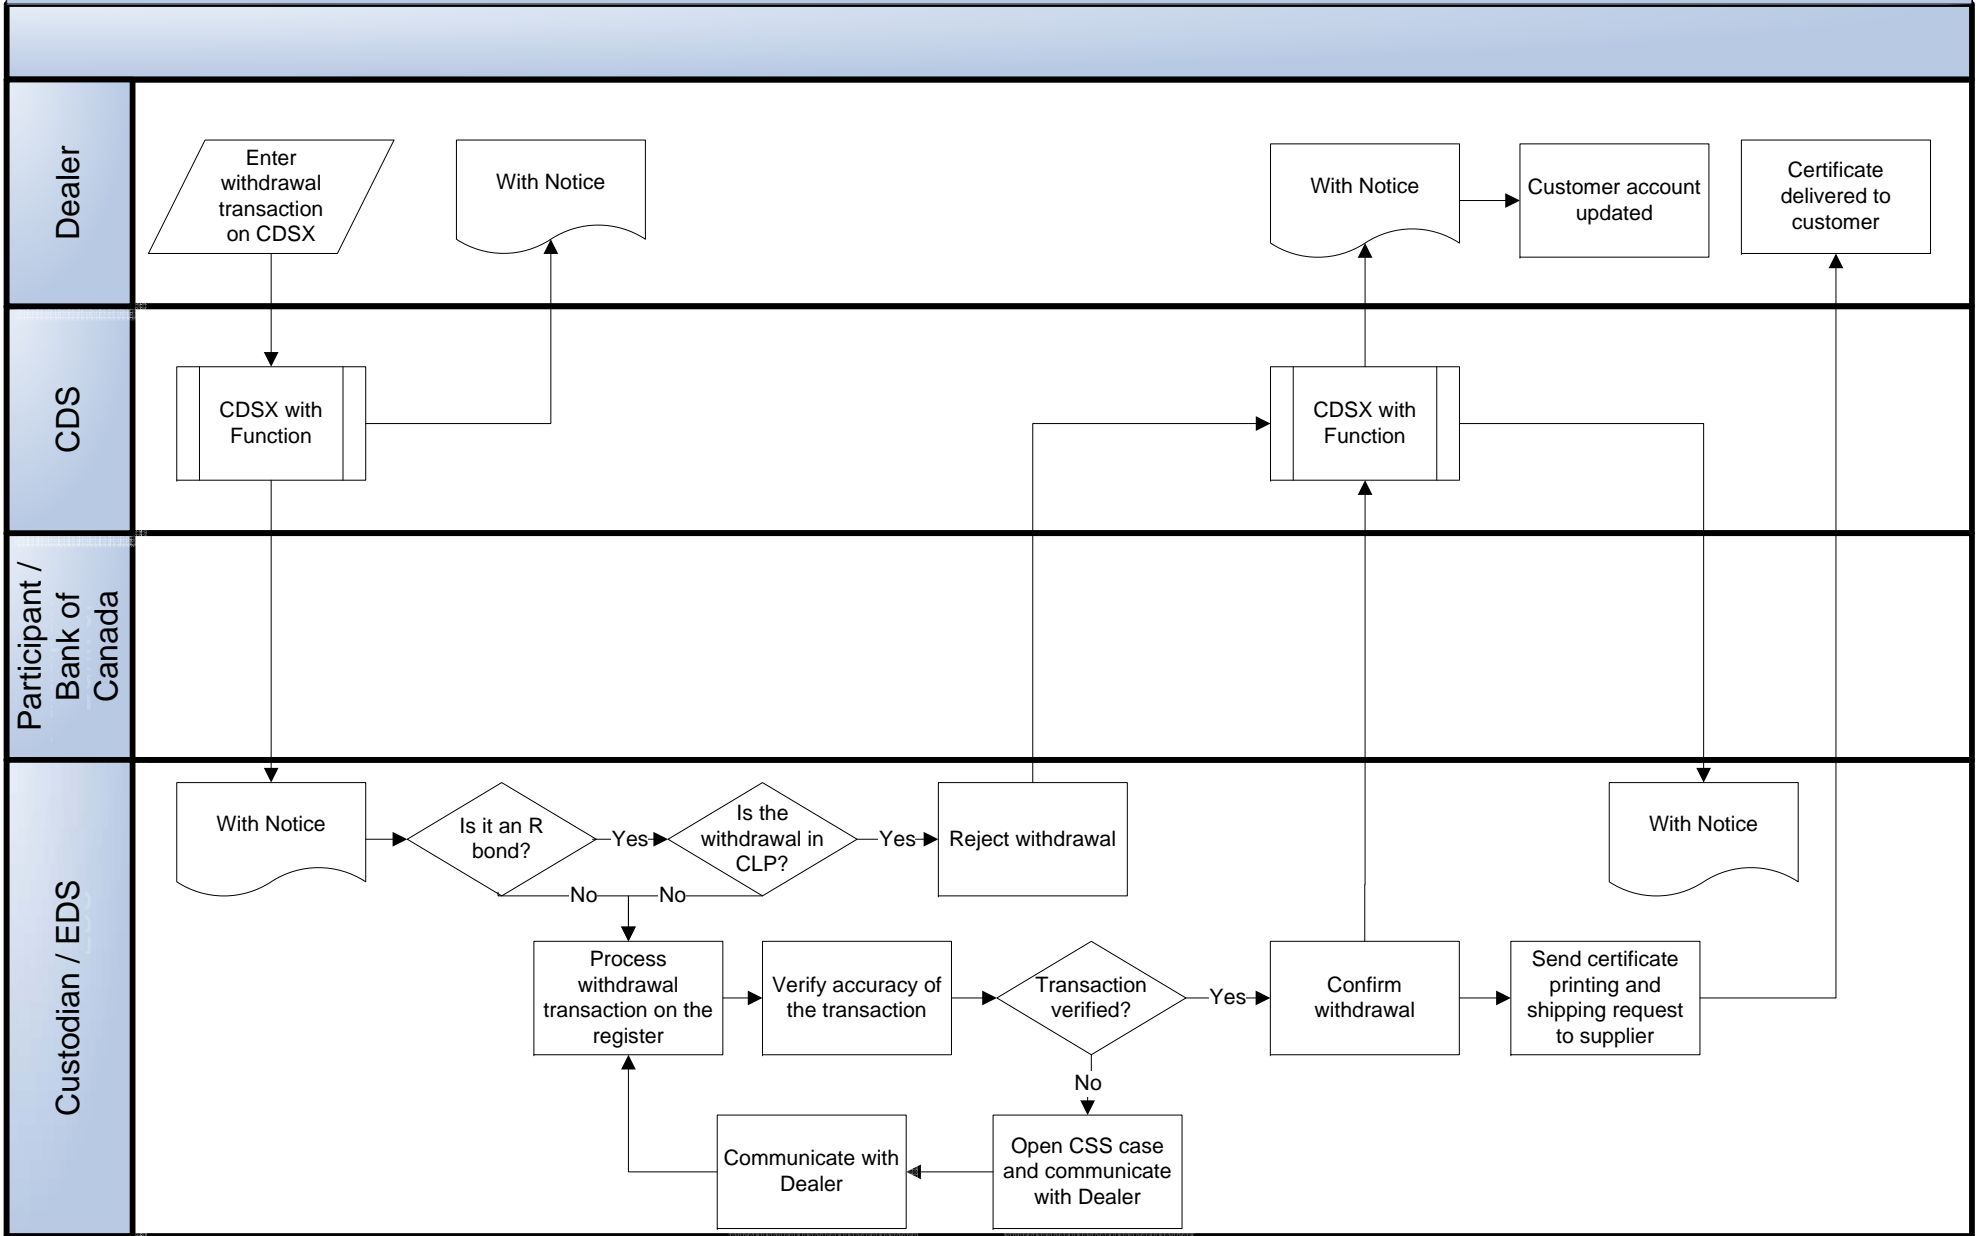 Dealer
Enter
withdrawal
transaction
on CDSX
With Notice
With Notice
Customer account
updated
Certificate
delivered to
customer
CDS
CDSX with
Function
CDSX with
Function
Participant /
Bank of
Canada
Custodian / EDS
With Notice
Is it an R
bond?
Yes
Is the
withdrawal in
CLP?
Yes
Reject withdrawal
With Notice
No
No
Process
withdrawal
transaction on the
register
Verify accuracy of
the transaction
Transaction
verified?
Yes
Confirm
withdrawal
Send certificate
printing and
shipping request
to supplier
No
Communicate with
Dealer
Open CSS case
and communicate
with Dealer